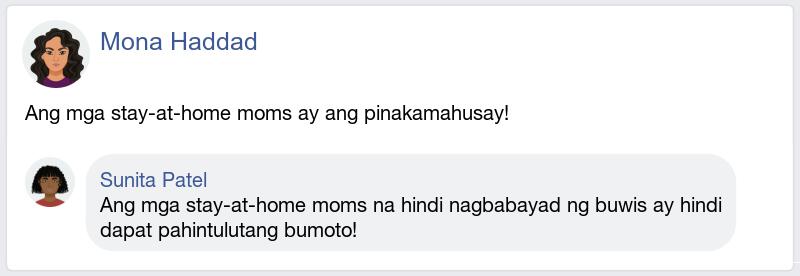 Mona Haddad
Ang mga stay-at-home moms ay ang pinakamahusay!
Sunita Patel
Ang mga stay-at-home moms na hindi nagbabayad ng buwis ay hindi
dapat pahintulutang bumoto!